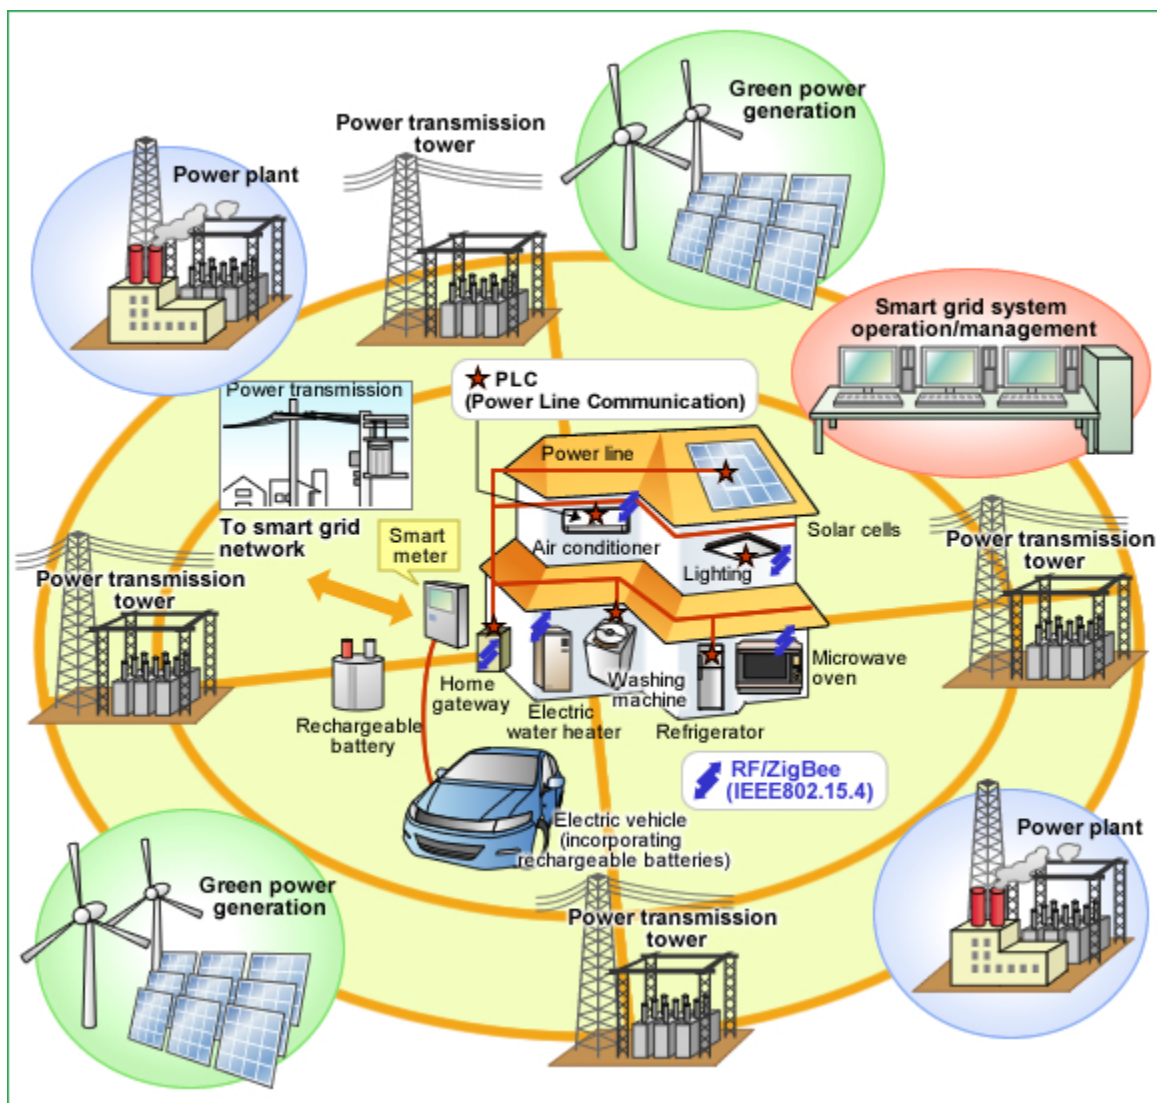 Green power
generation
Power transmission
tower
Power plant
Smart grid system
operation/management
PLC
(Power Line Communication)
Power transmission
Power line
Solar cells
To smart grid
network
Smart
meter
Air conditioner
Lighting
Power transmission
tower
Power transmission
tower
Microwave
oven
Washing
machine
Home
gateway
Electric
water heater
Refrigerator
Rechargeable
battery
RF/ZigBee
(IEEE802.15.4)
Electric vehicle
(incorporating
rechargeable batteries)
Power plant
Green power
generation
Power transmission
tower